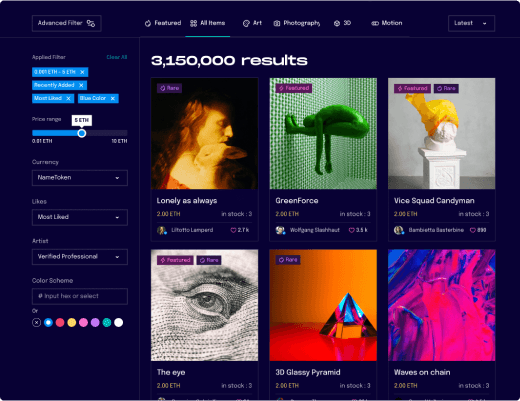 Advanced Filter
Featured
All Items
Art
Photography
3D
Motion
Latest
Applied Filter
Clear All
0.001 ETH - 5 ETH ×
Recently Added ×
Most Liked ×
Blue Color ×
Price range
5 ETH
0.01 ETH
10 ETH
Currency
NameToken
Likes
Most Liked
Artist
Verified Professional
Color Scheme
# Input hex or select
Or
3,150,000 results
Rare
Lonely as always
2.00 ETH
in stock : 3
Liltotto Lamperd
2.7 k
Featured
GreenForce
2.00 ETH
in stock : 3
Wolfgang Slashhaut
3.5 k
Featured
Rare
Vice Squad Candyman
2.00 ETH
in stock : 3
Bambietta Basterbine
890
Featured
Rare
The eye
2.00 ETH
in stock : 3
Rare
3D Glassy Pyramid
2.00 ETH
in stock : 3
Waves on chain
2.00 ETH
in stock : 3